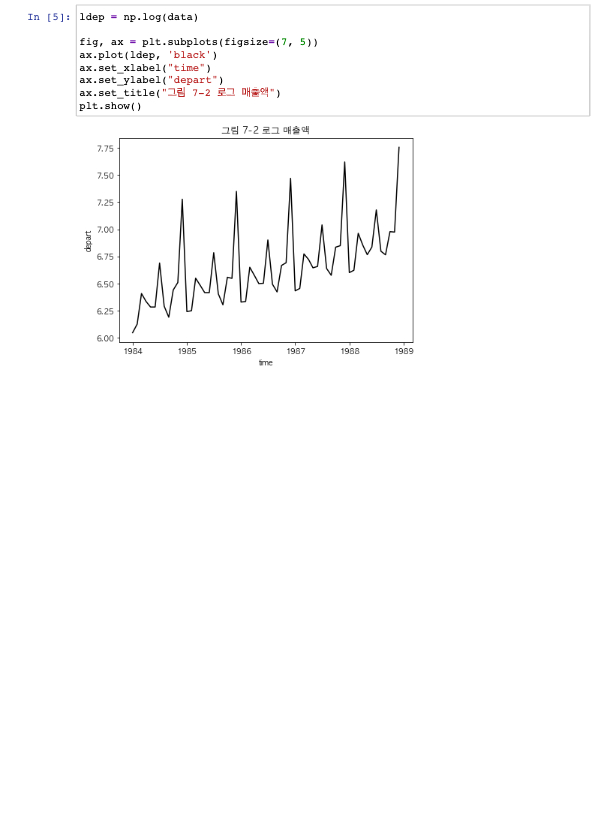 In [5]: ldep = np.log(data)
fig, ax = plt.subplots(figsize=(7, 5))
ax.plot(ldep, 'black')
ax.set_xlabel("time")
ax.set_ylabel("depart")
ax.set_title("그림 7-2 로그 매출액")
plt.show()
그림 7-2 로그 매출액
7.75
7.50
7.25
7.00
6.75
6.50
6.25
6.00
depart
1984 1985 1986 1987 1988 1989
time